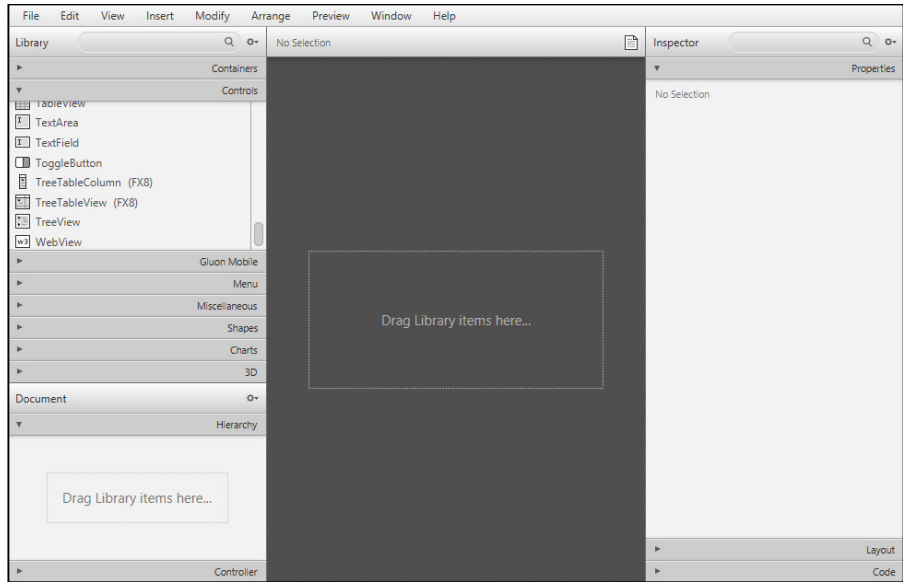 File Edit View Insert Modify Arrange Preview Window Help
Library
Containers
Controls
TableView
TextArea
TextField
ToggleButton
TreeTableColumn (FX8)
TreeTableView (FX8)
TreeView
w3 WebView
Gluon Mobile
Menu
Miscellaneous
Shapes
Charts
3D
Document
Hierarchy
Drag Library items here...
Controller
No Selection
Drag Library items here...
Inspector
Properties
No Selection
Layout
Code